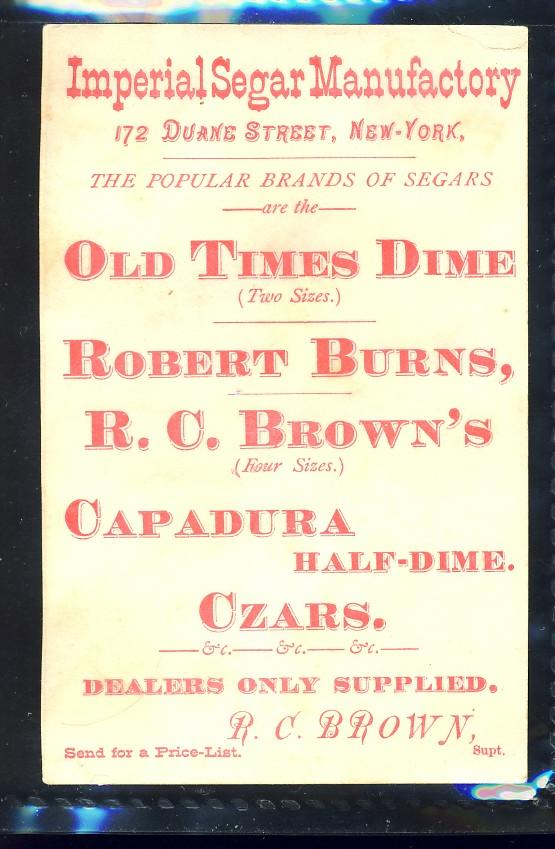 Imperial Segar Manufactory
172 DUANE STREET, NEW-YORK,
THE POPULAR BRANDS OF SEGARS
are the
OLD TIMES DIME
(Two Sizes.)
ROBERT BURNS,
R. C. BROWN'S
(Four Sizes.)
CAPADURA
HALF-DIME.
CZARS.
&c. &c. &c.
DEALERS ONLY SUPPLIED.
R. C. BROWN,
Send for a Price-List. Supt.